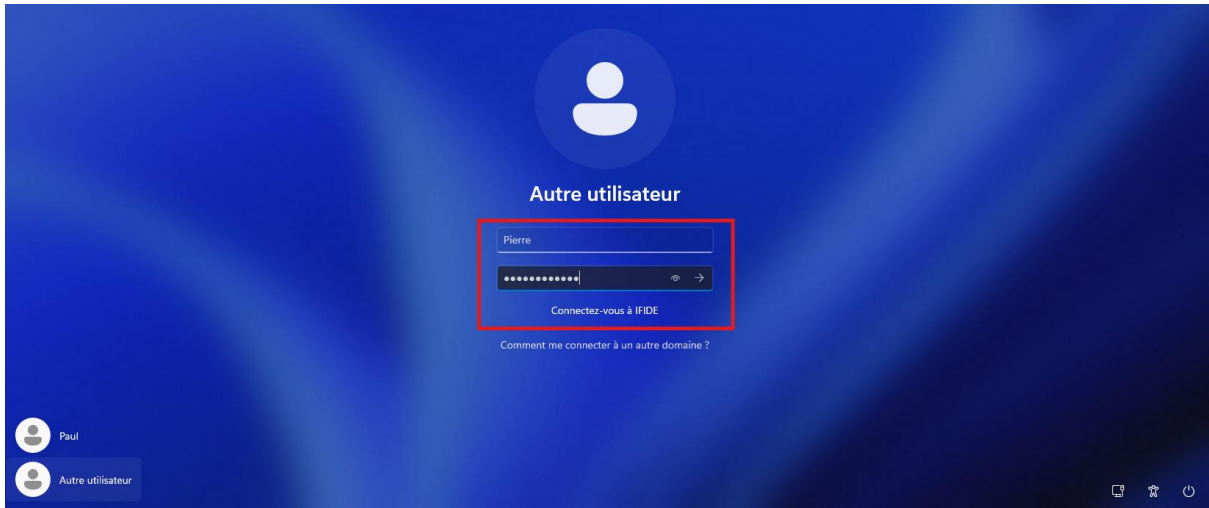 Autre utilisateur
Pierre
••••••••••••
Connectez-vous à IFIDE
Comment me connecter à un autre domaine ?
Paul
Autre utilisateur